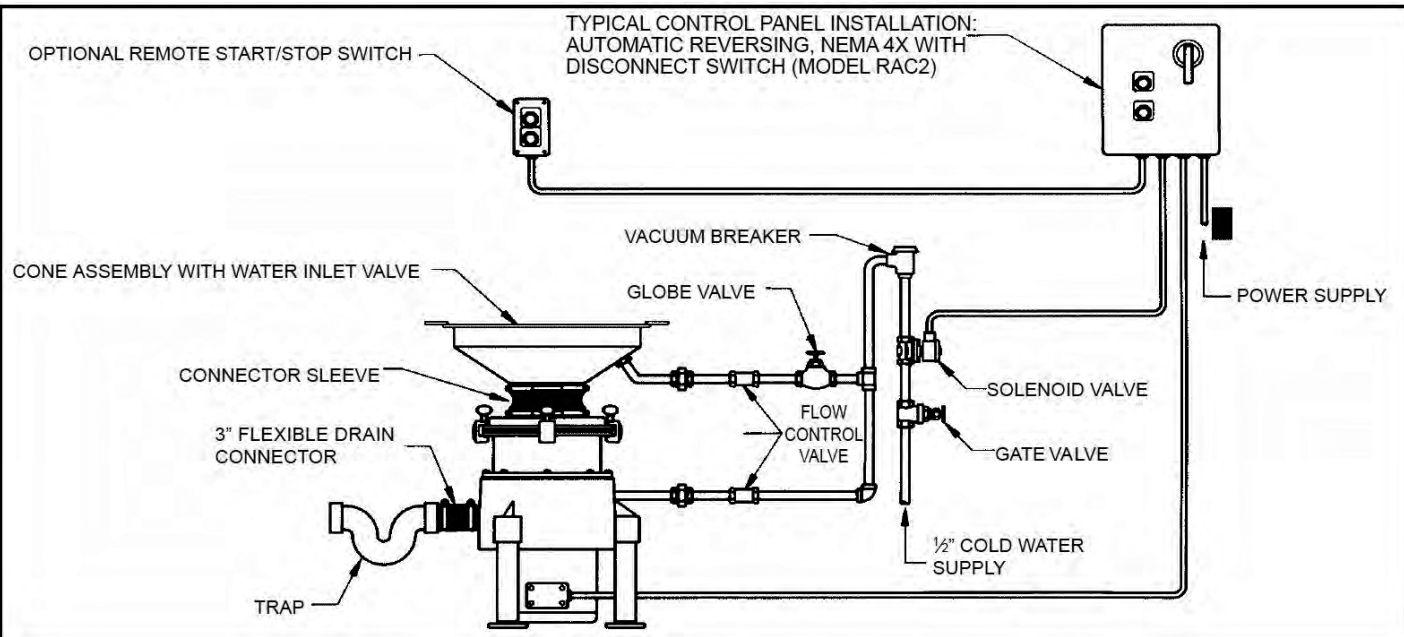 TYPICAL CONTROL PANEL INSTALLATION:
AUTOMATIC REVERSING, NEMA 4X WITH
DISCONNECT SWITCH (MODEL RAC2)
OPTIONAL REMOTE START/STOP SWITCH
VACUUM BREAKER
CONE ASSEMBLY WITH WATER INLET VALVE
GLOBE VALVE
POWER SUPPLY
CONNECTOR SLEEVE
SOLENOID VALVE
FLOW
CONTROL
VALVE
3" FLEXIBLE DRAIN
CONNECTOR
GATE VALVE
½" COLD WATER
SUPPLY
TRAP